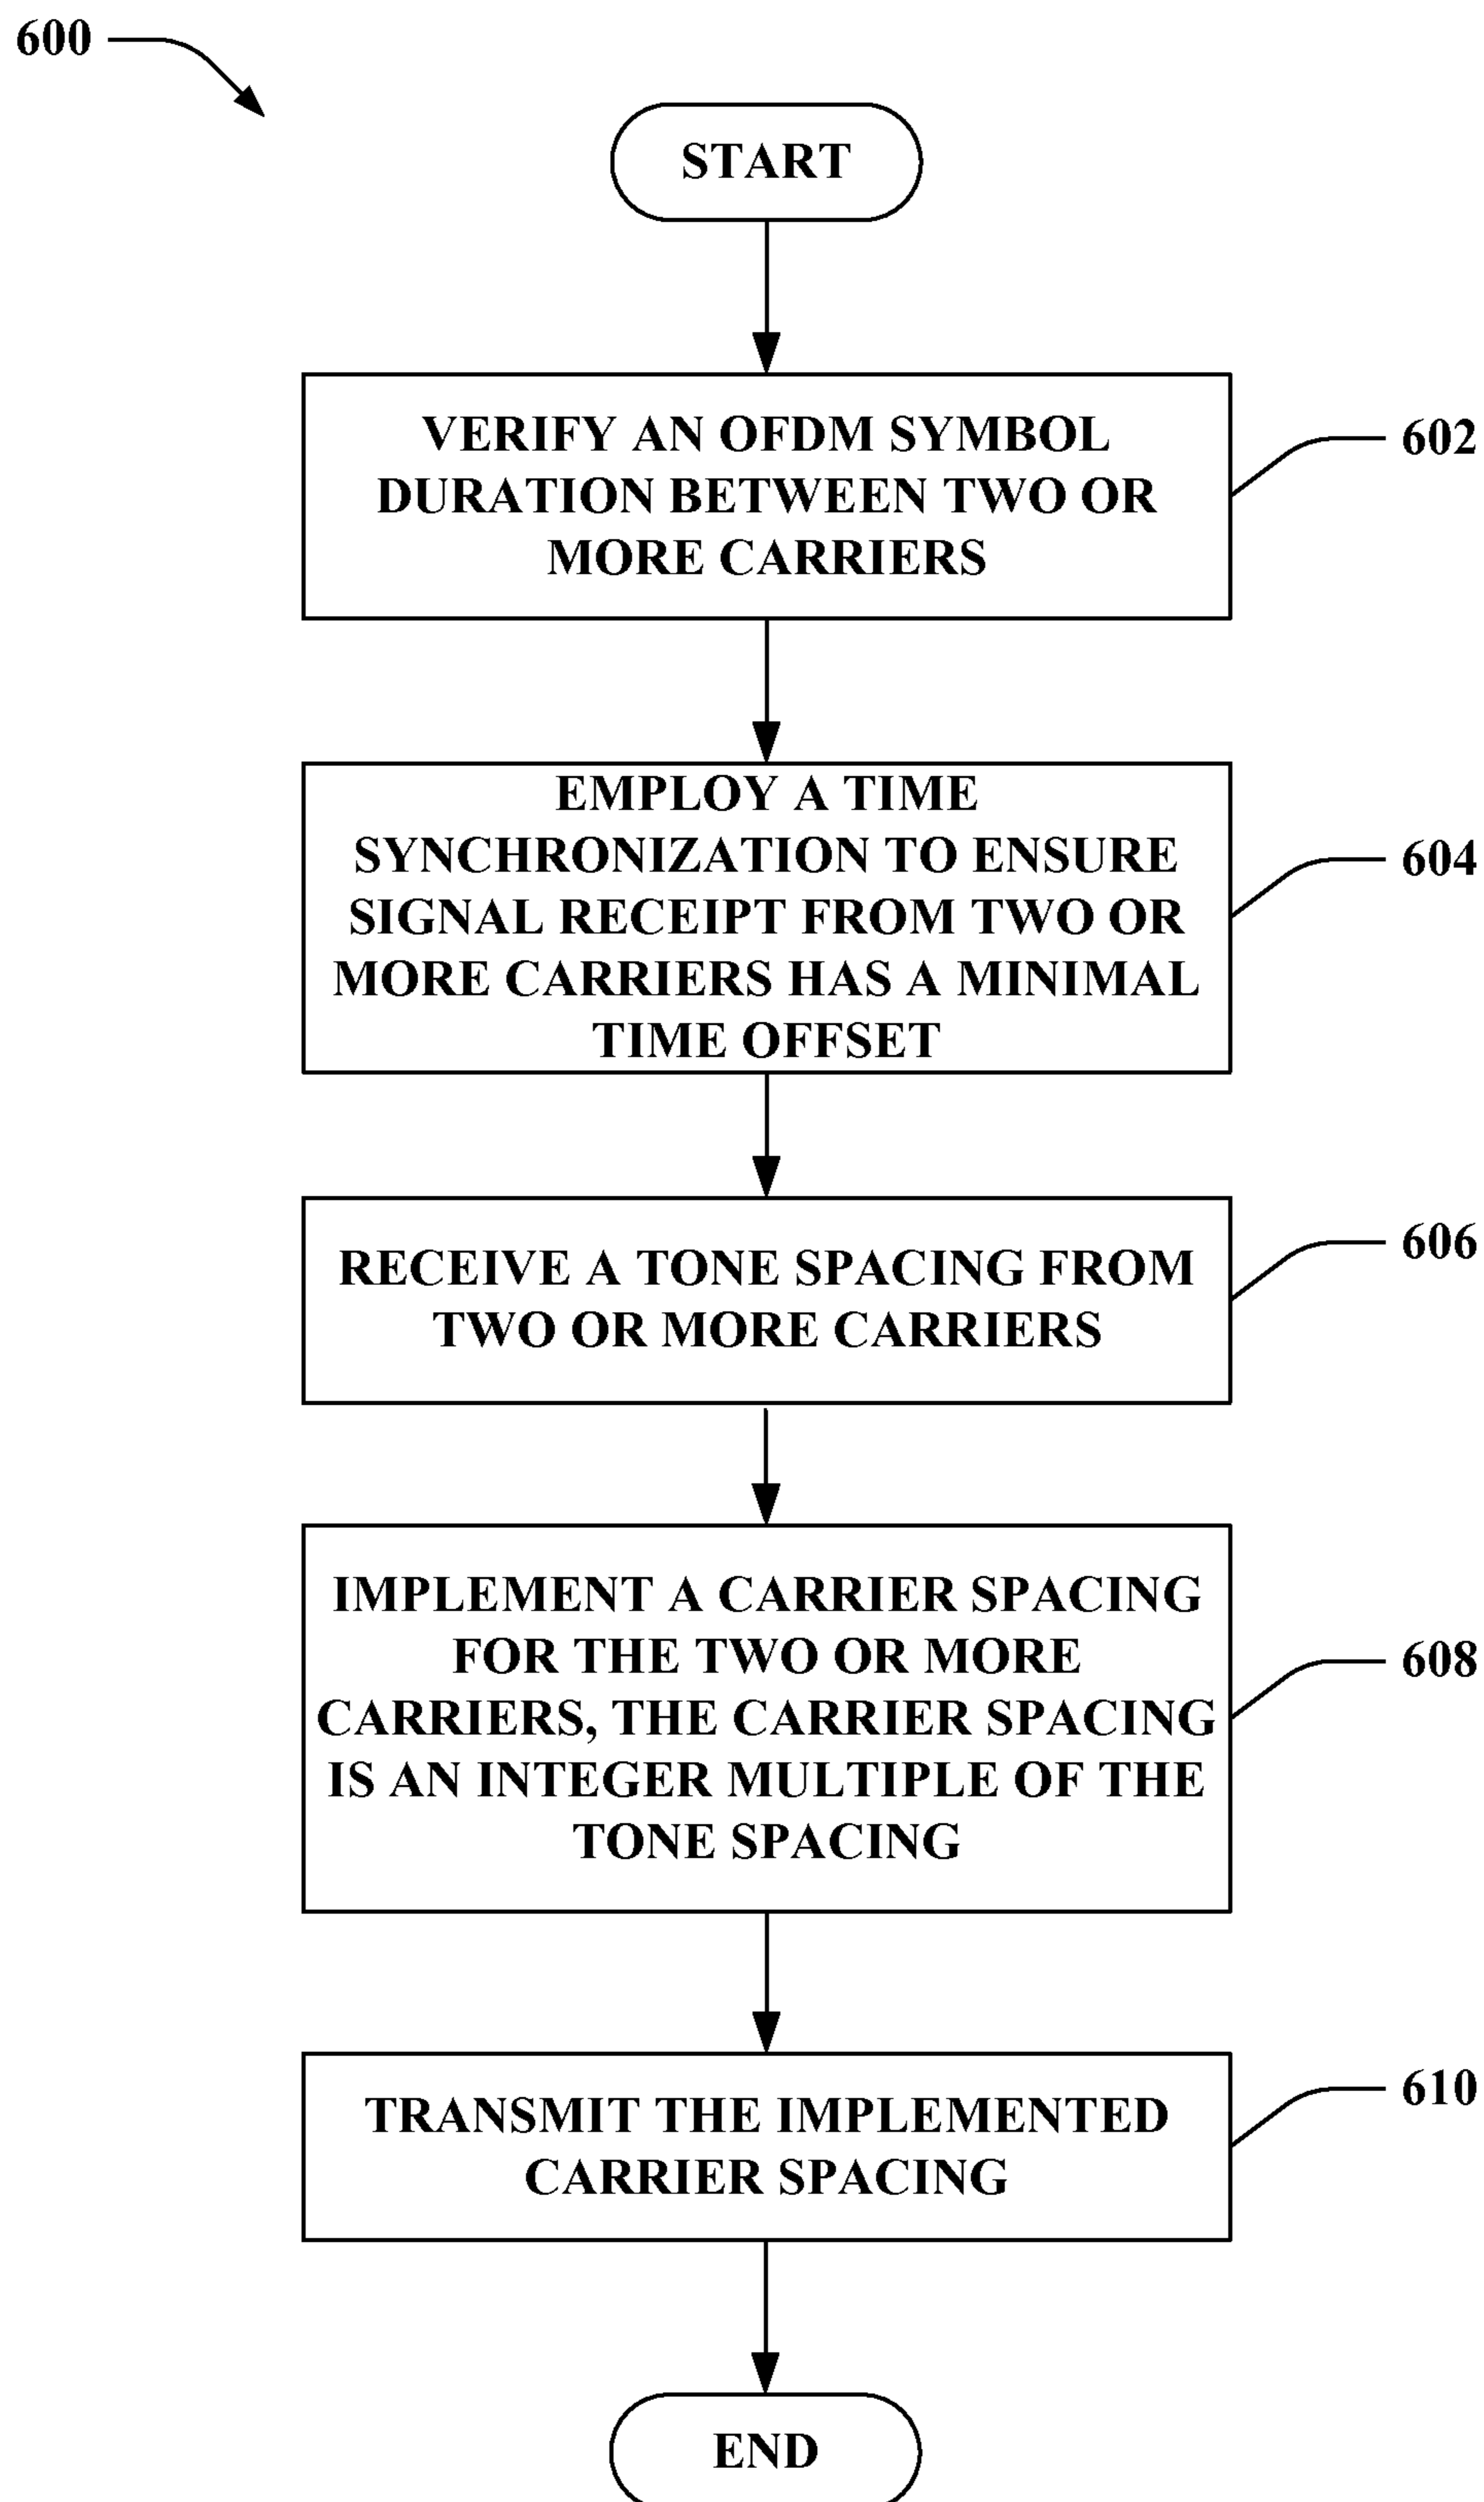 600
START
VERIFY AN OFDM SYMBOL
DURATION BETWEEN TWO OR
MORE CARRIERS
602
EMPLOY A TIME
SYNCHRONIZATION TO ENSURE
SIGNAL RECEIPT FROM TWO OR
MORE CARRIERS HAS A MINIMAL
TIME OFFSET
604
RECEIVE A TONE SPACING FROM
TWO OR MORE CARRIERS
606
IMPLEMENT A CARRIER SPACING
FOR THE TWO OR MORE
CARRIERS, THE CARRIER SPACING
IS AN INTEGER MULTIPLE OF THE
TONE SPACING
608
TRANSMIT THE IMPLEMENTED
CARRIER SPACING
610
END